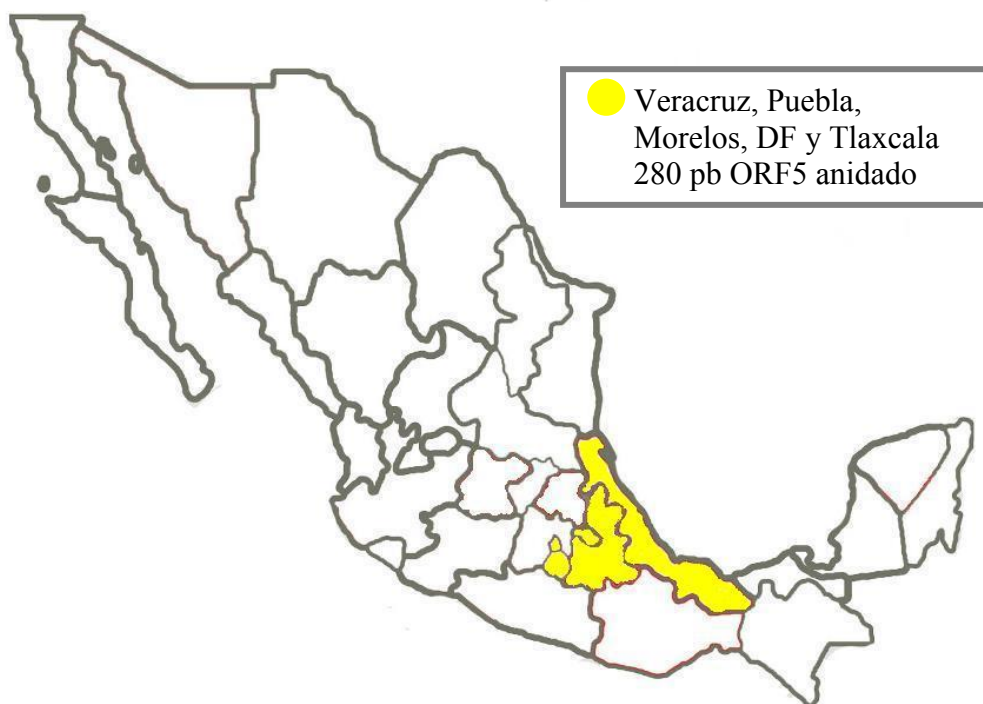 Veracruz, Puebla,
Morelos, DF y Tlaxcala
280 pb ORF5 anidado